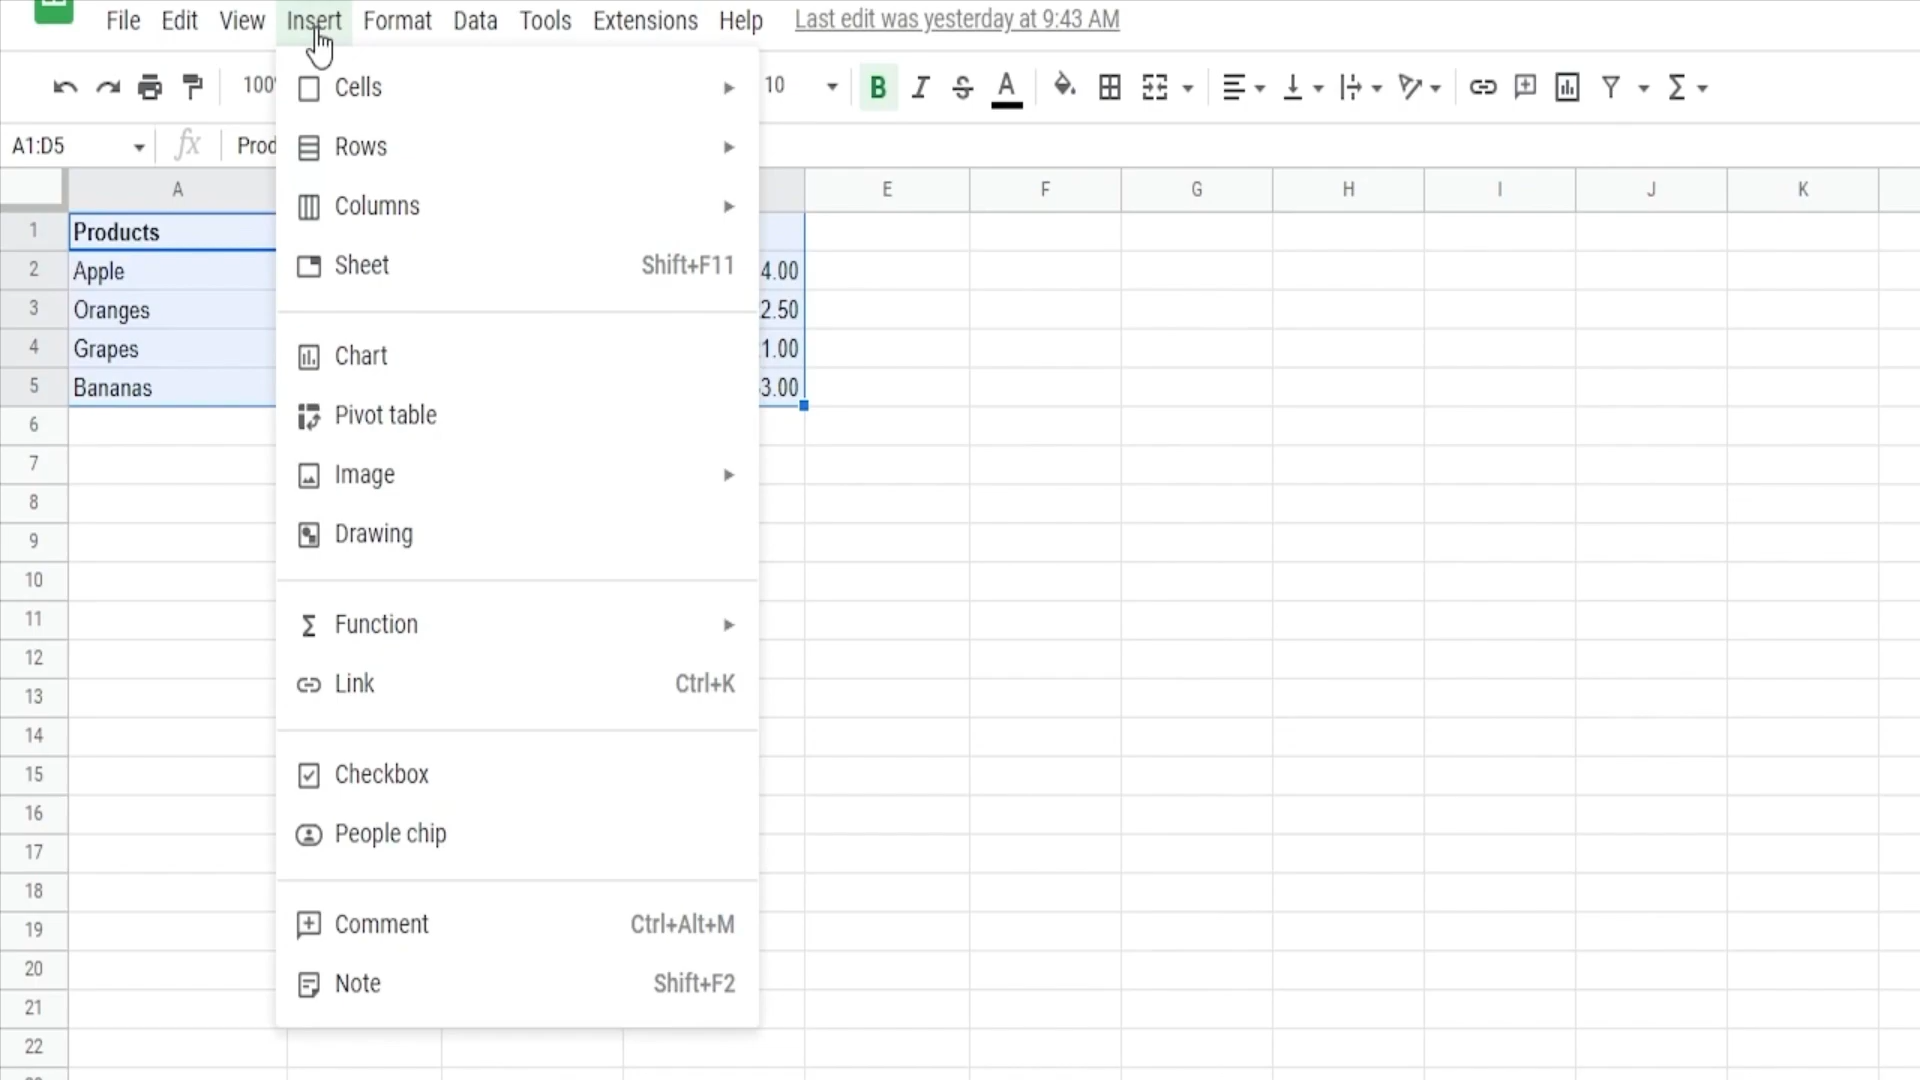 File Edit View Insert Format Data Tools Extensions Help Last edit was yesterday at 9:43 AM
10 B I S A
A1:D5 fx
A E F G H I J K
1 Products
2 Apple
3 Oranges
4 Grapes
5 Bananas
6
7
8
9
10
11
12
13
14
15
16
17
18
19
20
21
22
Cells
Rows
Columns
Sheet Shift+F11
Chart
Pivot table
Image
Drawing
Function
Link Ctrl+K
Checkbox
People chip
Comment Ctrl+Alt+M
Note Shift+F2
4.00
2.50
1.00
3.00